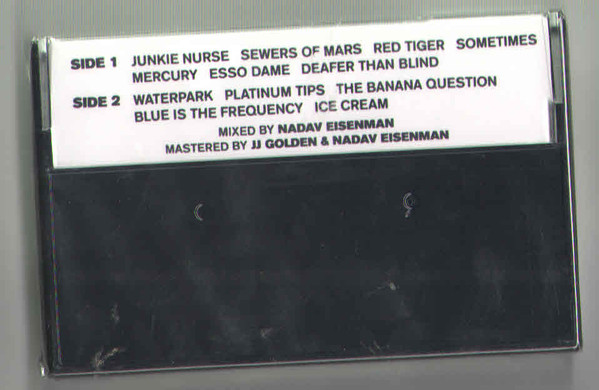 SIDE 1 JUNKIE NURSE SEWERS OF MARS RED TIGER SOMETIMES
MERCURY ESSO DAME DEAFER THAN BLIND
SIDE 2 WATERPARK PLATINUM TIPS THE BANANA QUESTION
BLUE IS THE FREQUENCY ICE CREAM
MIXED BY NADAV EISENMAN
MASTERED BY JJ GOLDEN & NADAV EISENMAN